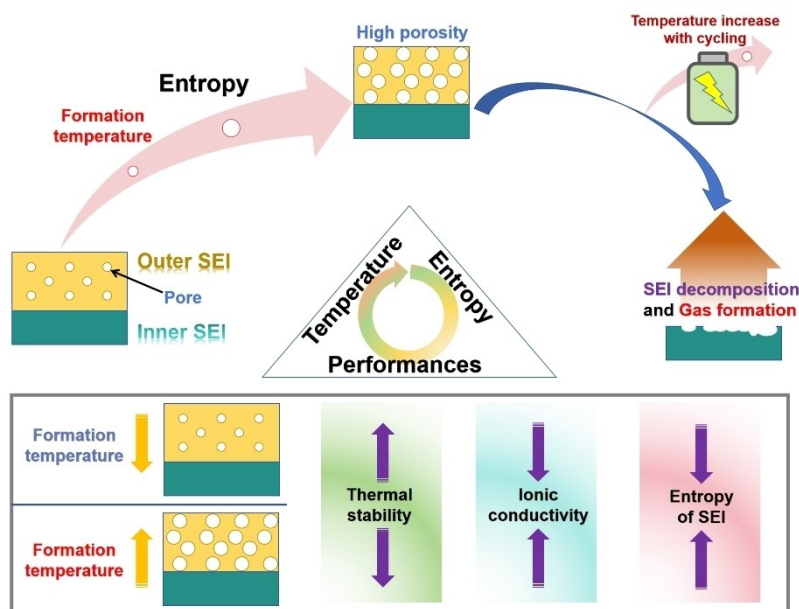 Temperature increase
with cycling
High porosity
Entropy
Formation
temperature
Outer SEI
Pore
Inner SEI
Temperature
Entropy
Performances
SEI decomposition
and Gas formation
Formation
temperature
Thermal
stability
Ionic
conductivity
Entropy
of SEI
Formation
temperature